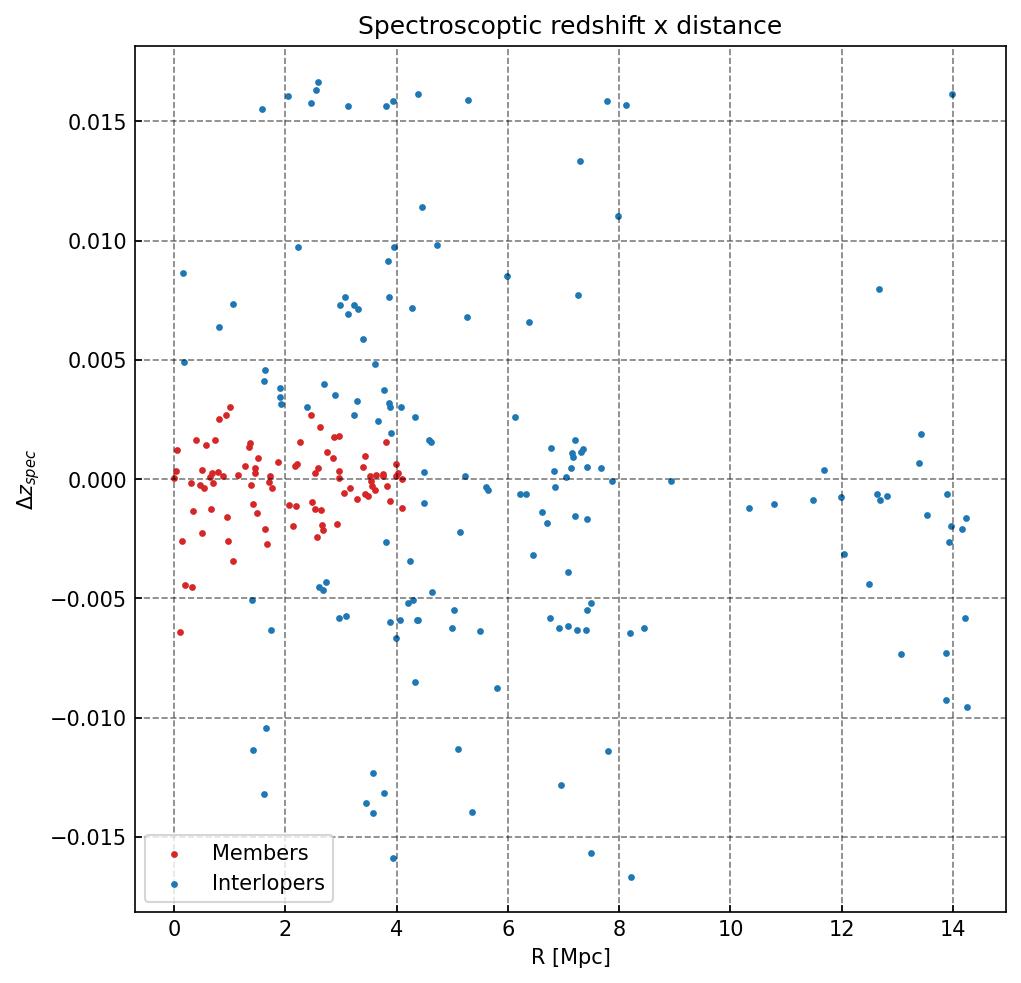 Spectroscoptic redshift x distance
0.015
0.010
0.005
0.000
−0.005
−0.010
−0.015
Δz_spec
Members
Interlopers
0 2 4 6 8 10 12 14
R [Mpc]